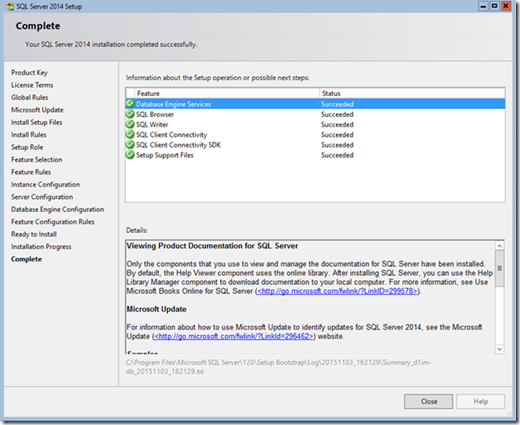 SQL Server 2014 Setup
Complete
Your SQL Server 2014 installation completed successfully.
Product Key
License Terms
Global Rules
Microsoft Update
Install Setup Files
Install Rules
Setup Role
Feature Selection
Feature Rules
Instance Configuration
Server Configuration
Database Engine Configuration
Feature Configuration Rules
Ready to Install
Installation Progress
Complete
Information about the Setup operation or possible next steps:
Feature Status
Database Engine Services Succeeded
SQL Browser Succeeded
SQL Writer Succeeded
SQL Client Connectivity Succeeded
SQL Client Connectivity SDK Succeeded
Setup Support Files Succeeded
Details:
Viewing Product Documentation for SQL Server
Only the components that you use to view and manage the documentation for SQL Server have been installed.
By default, the Help Viewer component uses the online library. After installing SQL Server, you can use the Help
Library Manager component to download documentation to your local computer. For more information, see Use
Microsoft Books Online for SQL Server (<http://go.microsoft.com/fwlink/?LinkID=299578>).
Microsoft Update
For information about how to use Microsoft Update to identify updates for SQL Server 2014, see the Microsoft
Update (<http://go.microsoft.com/fwlink/?LinkId=296462>) website.
C:\Program Files\Microsoft SQL Server\120\Setup Bootstrap\Log\20151103_162129\Summary_d1im-
db_20151103_162129.txt
Close Help